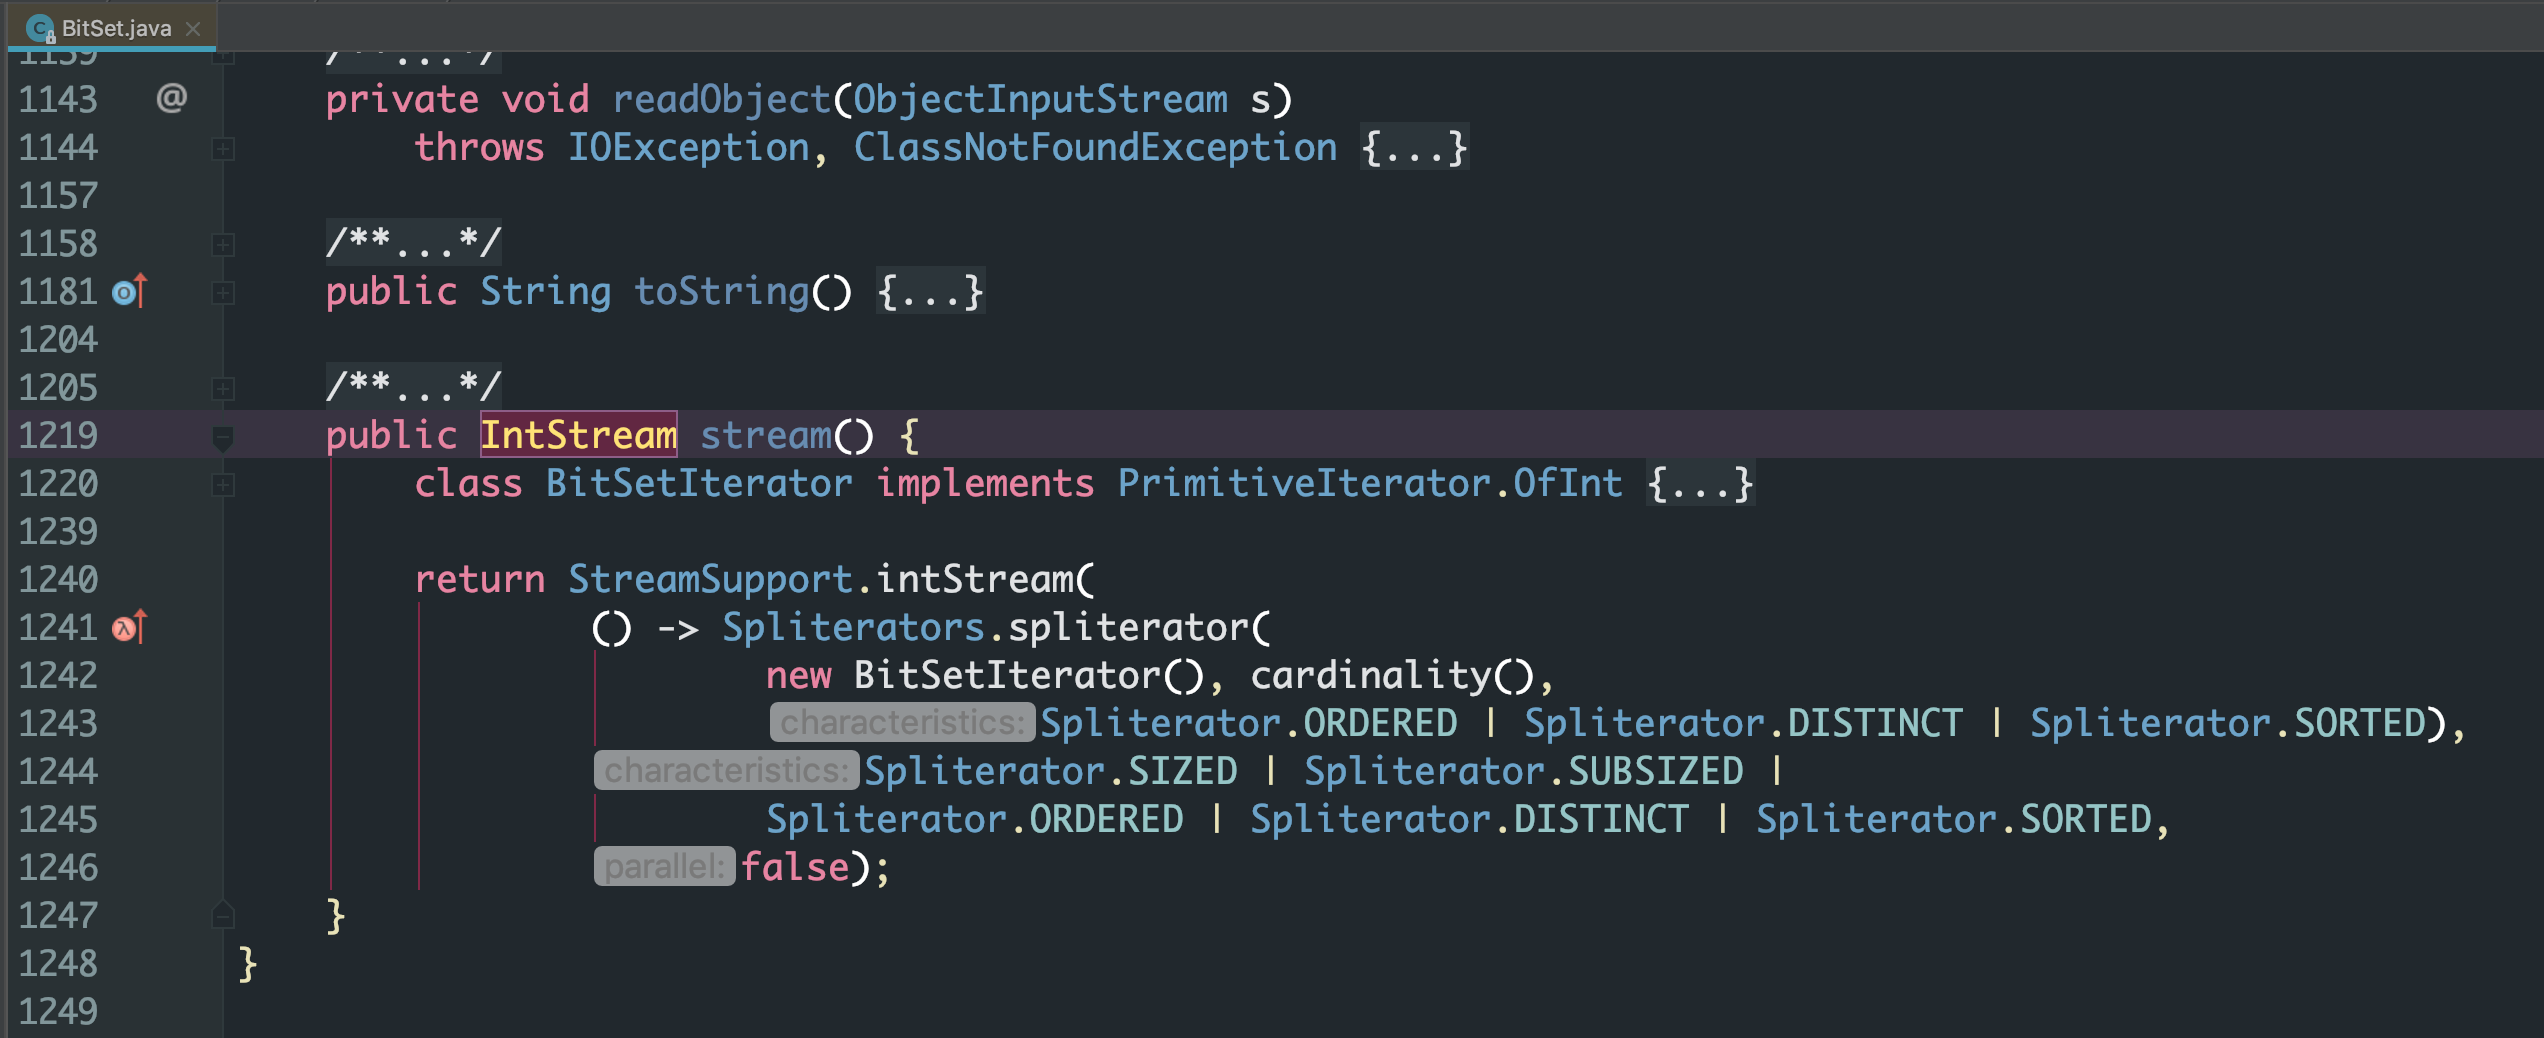 BitSet.java
1139 /**...*/
1143 @ private void readObject(ObjectInputStream s)
1144 throws IOException, ClassNotFoundException {...}
1157
1158 /**...*/
1181 public String toString() {...}
1204
1205 /**...*/
1219 public IntStream stream() {
1220 class BitSetIterator implements PrimitiveIterator.OfInt {...}
1239
1240 return StreamSupport.intStream(
1241 () -> Spliterators.spliterator(
1242 new BitSetIterator(), cardinality(),
1243 characteristics: Spliterator.ORDERED | Spliterator.DISTINCT | Spliterator.SORTED),
1244 characteristics: Spliterator.SIZED | Spliterator.SUBSIZED |
1245 Spliterator.ORDERED | Spliterator.DISTINCT | Spliterator.SORTED,
1246 parallel: false);
1247 }
1248 }
1249